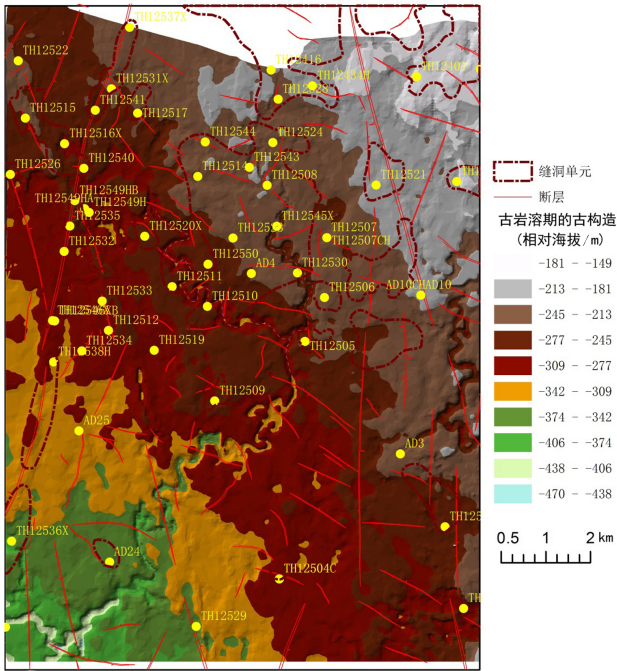 TH12537X
TH12522
TH12416
TH12531X
TH12541
TH12517
TH12515
TH12516X
TH12544
TH12524
TH12526
TH12540
TH12514
TH12543
TH12508
TH12521
TH12549HB
TH12549H
TH12535
TH12532
TH12520X
TH12545X
TH12507
TH12507CH
TH12550
AD4
TH12530
TH12511
TH12510
TH12506
AD10CHAD10
TH12533
TH12512
TH12534
TH12538H
TH12519
TH12505
TH12509
AD25
AD3
TH12536X
AD24
TH12504C
TH12529
缝洞单元
断层
古岩溶期的古构造
(相对海拔/m)
-181 - -149
-213 - -181
-245 - -213
-277 - -245
-309 - -277
-342 - -309
-374 - -342
-406 - -374
-438 - -406
-470 - -438
0.5 1 2 km